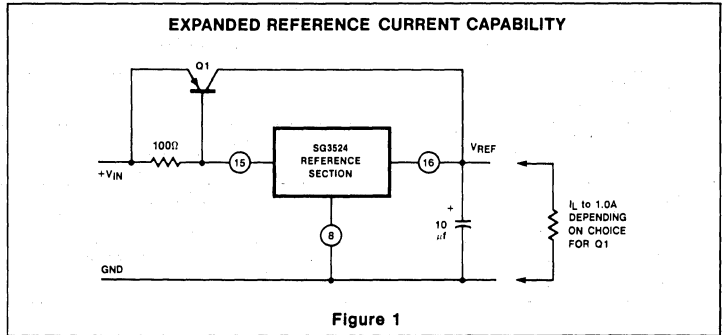 EXPANDED REFERENCE CURRENT CAPABILITY
Q1
100Ω
+VIN
15
SG3524
REFERENCE
SECTION
16
VREF
8
+
10
μf
IL to 1.0A
DEPENDING
ON CHOICE
FOR Q1
GND
Figure 1